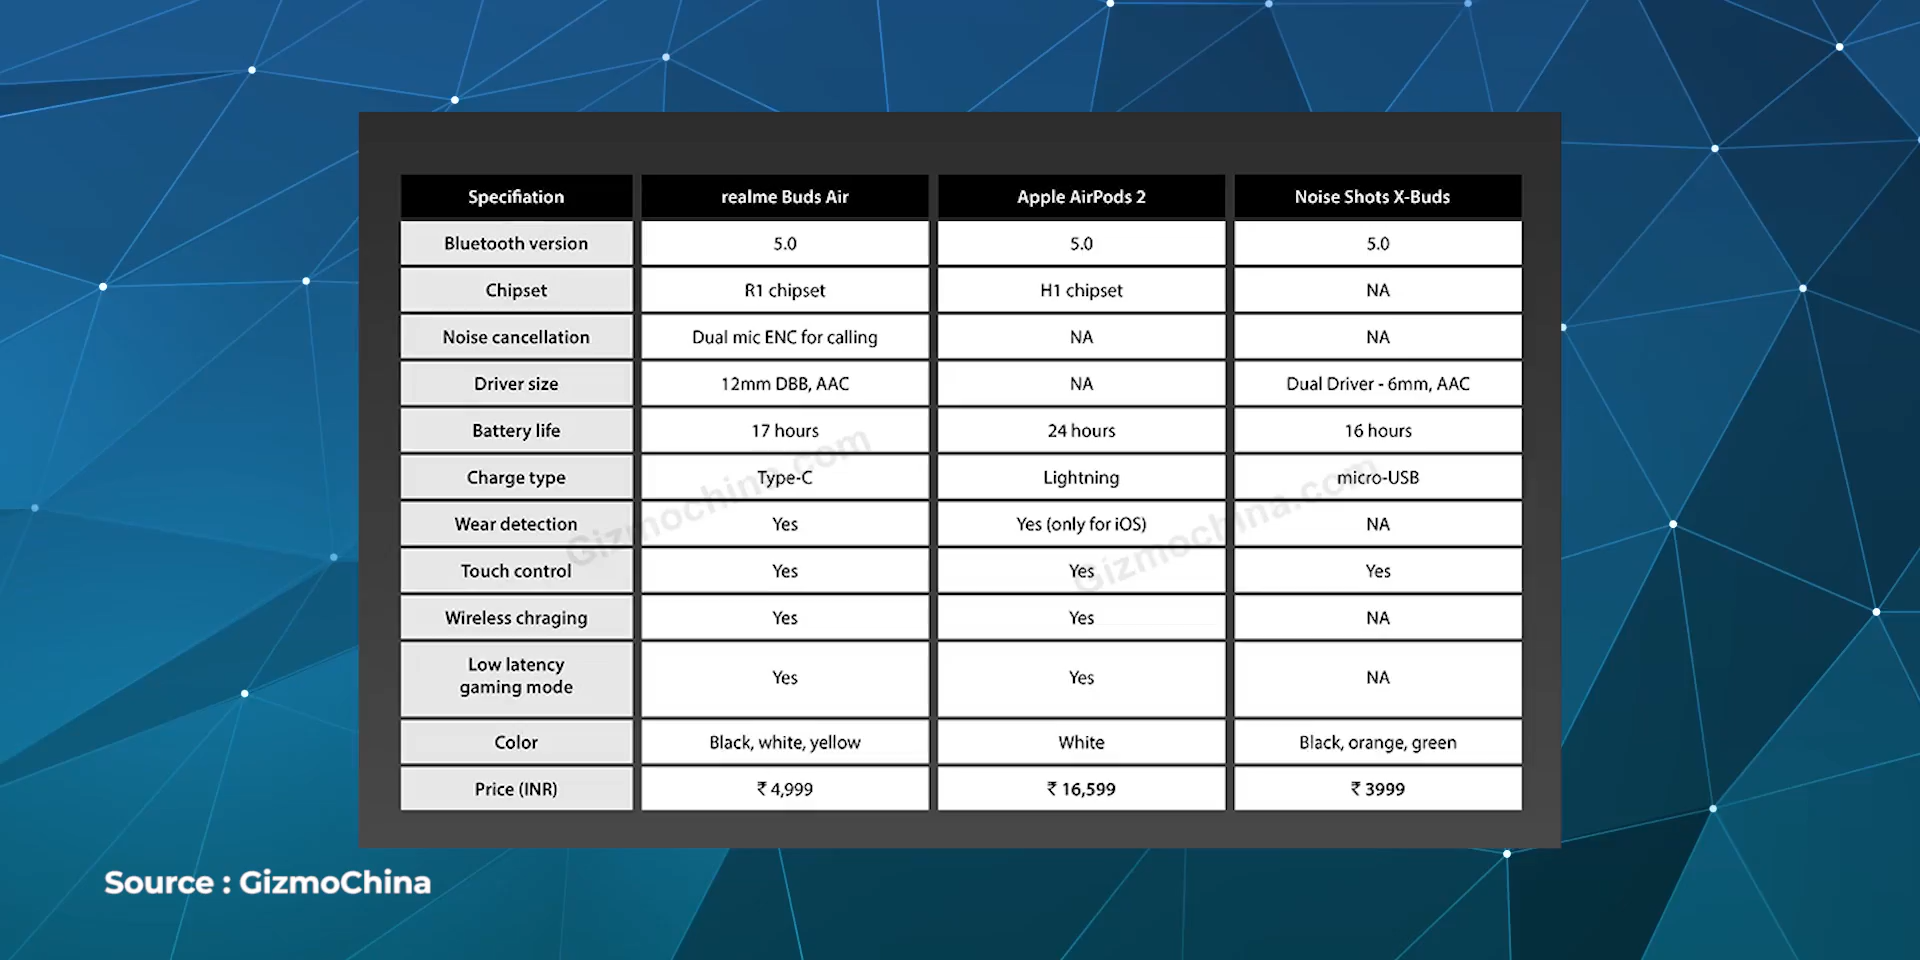 Specifiation realme Buds Air Apple AirPods 2 Noise Shots X-Buds
Bluetooth version 5.0 5.0 5.0
Chipset R1 chipset H1 chipset NA
Noise cancellation Dual mic ENC for calling NA NA
Driver size 12mm DBB, AAC NA Dual Driver - 6mm, AAC
Battery life 17 hours 24 hours 16 hours
Charge type Type-C Lightning micro-USB
Wear detection Yes Yes (only for iOS) NA
Touch control Yes Yes Yes
Wireless chraging Yes Yes NA
Low latency
gaming mode Yes Yes NA
Color Black, white, yellow White Black, orange, green
Price (INR) ₹ 4,999 ₹ 16,599 ₹ 3999
Gizmochina.com
Gizmochina.com
Source : GizmoChina